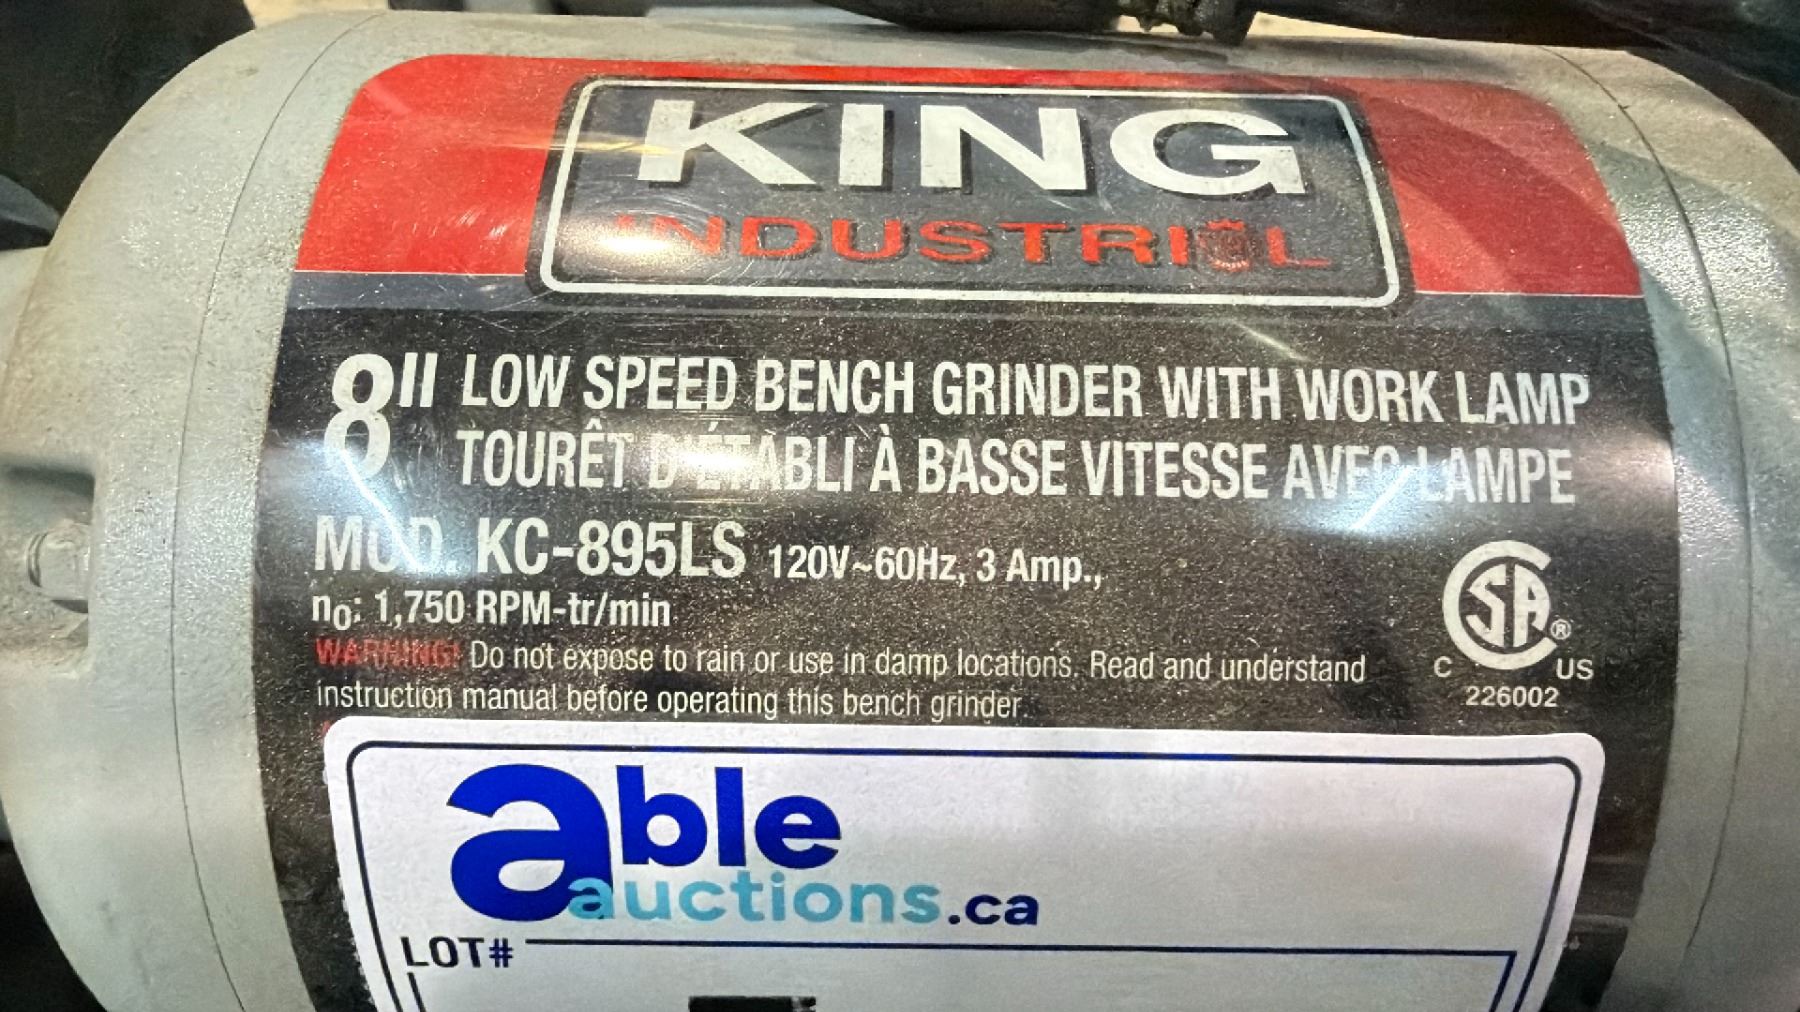 KING
INDUSTRIAL
8" LOW SPEED BENCH GRINDER WITH WORK LAMP
TOURÊT D'ÉTABLI À BASSE VITESSE AVEC LAMPE
MOD. KC-895LS 120V~60Hz, 3 Amp.,
no: 1,750 RPM-tr/min
WARNING! Do not expose to rain or use in damp locations. Read and understand
instruction manual before operating this bench grinder.
CSA®
C US
226002
able
auctions.ca
LOT#